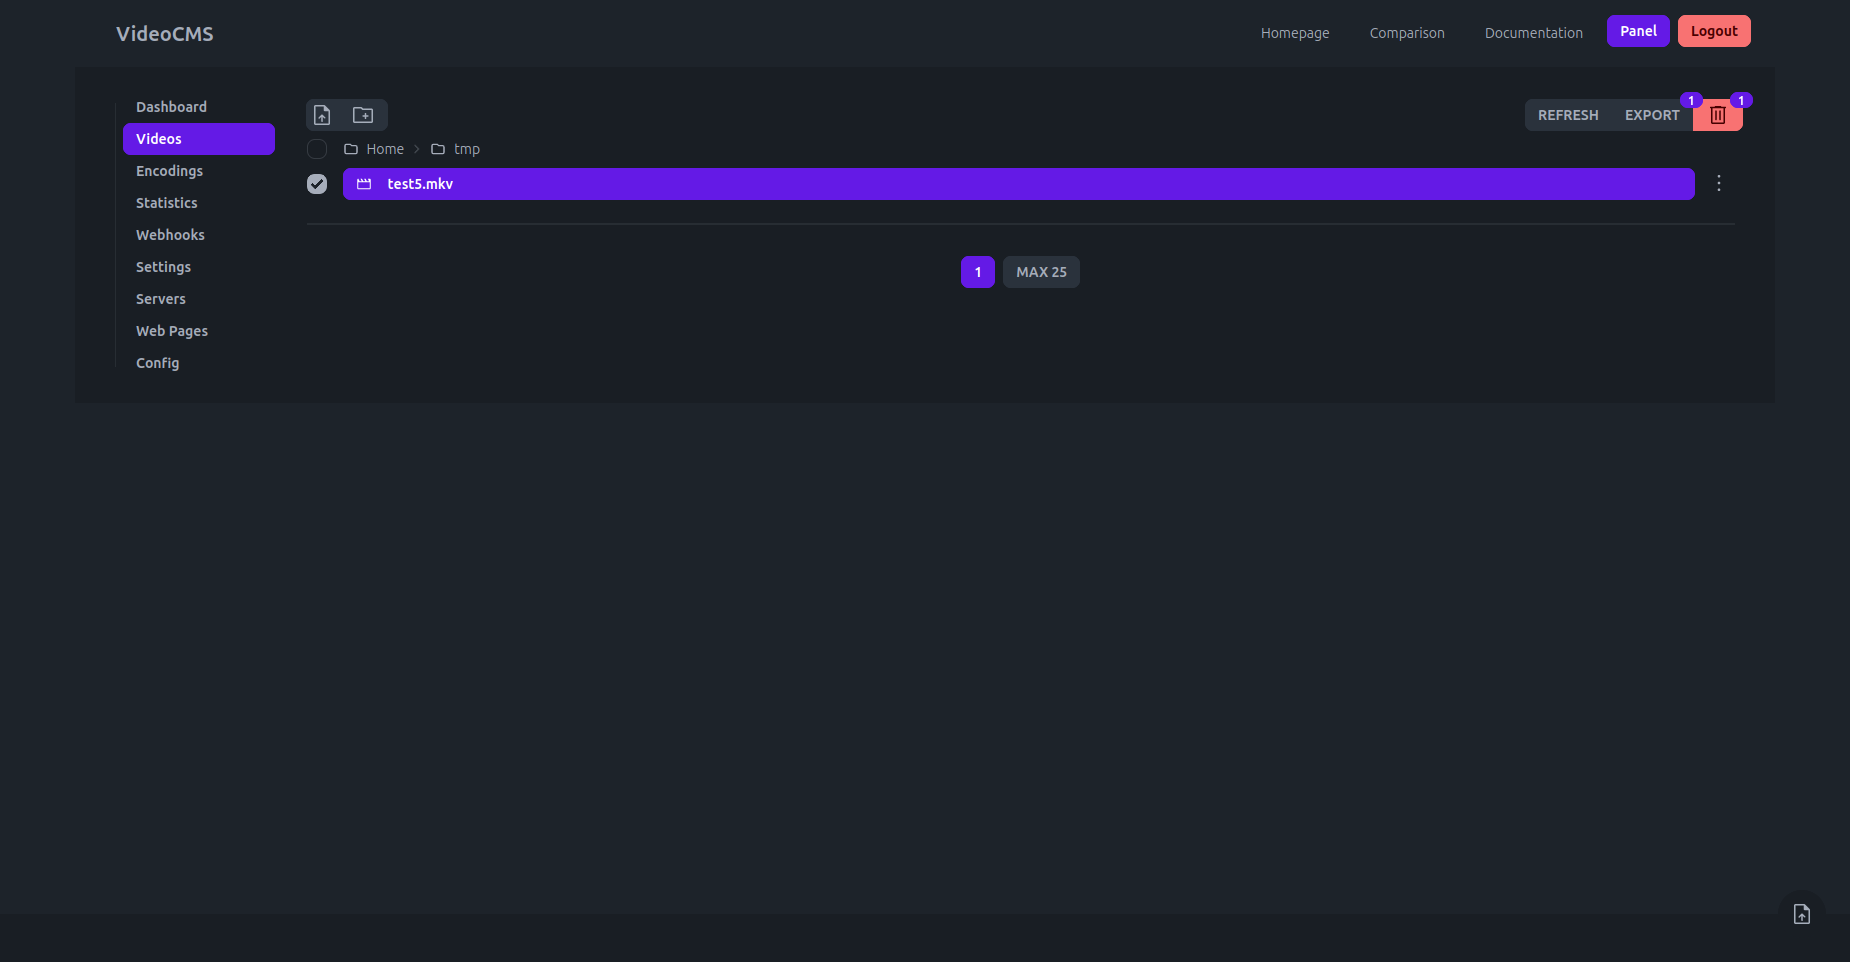 VideoCMS
Homepage Comparison Documentation Panel Logout
Dashboard
Videos
Encodings
Statistics
Webhooks
Settings
Servers
Web Pages
Config
1 1
REFRESH EXPORT
Home tmp
test5.mkv
1 MAX 25